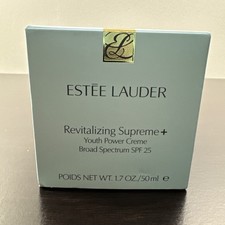 ESTĒE LAUDER
Revitalizing Supreme+
Youth Power Creme
Broad Spectrum SPF 25
POIDS NET WT. 1.7 OZ./50 ml ℮